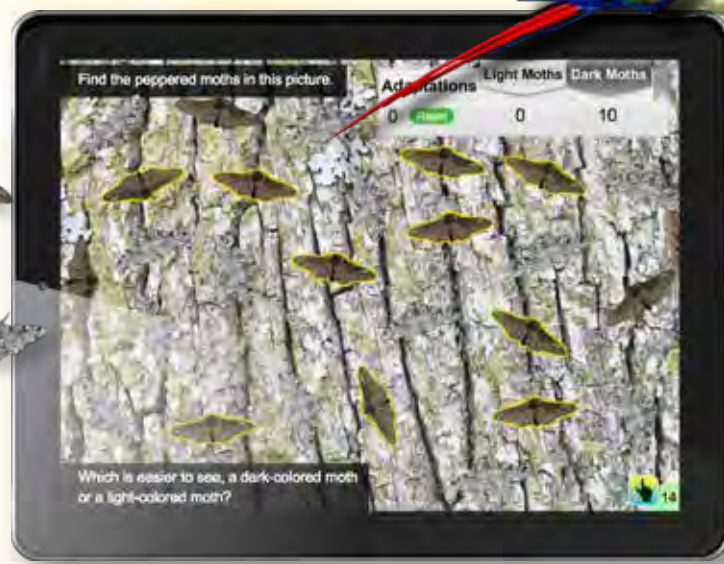 Find the peppered moths in this picture.
Adaptations Light Moths Dark Moths
0 Reset 0 10
Which is easier to see, a dark-colored moth
or a light-colored moth?
14